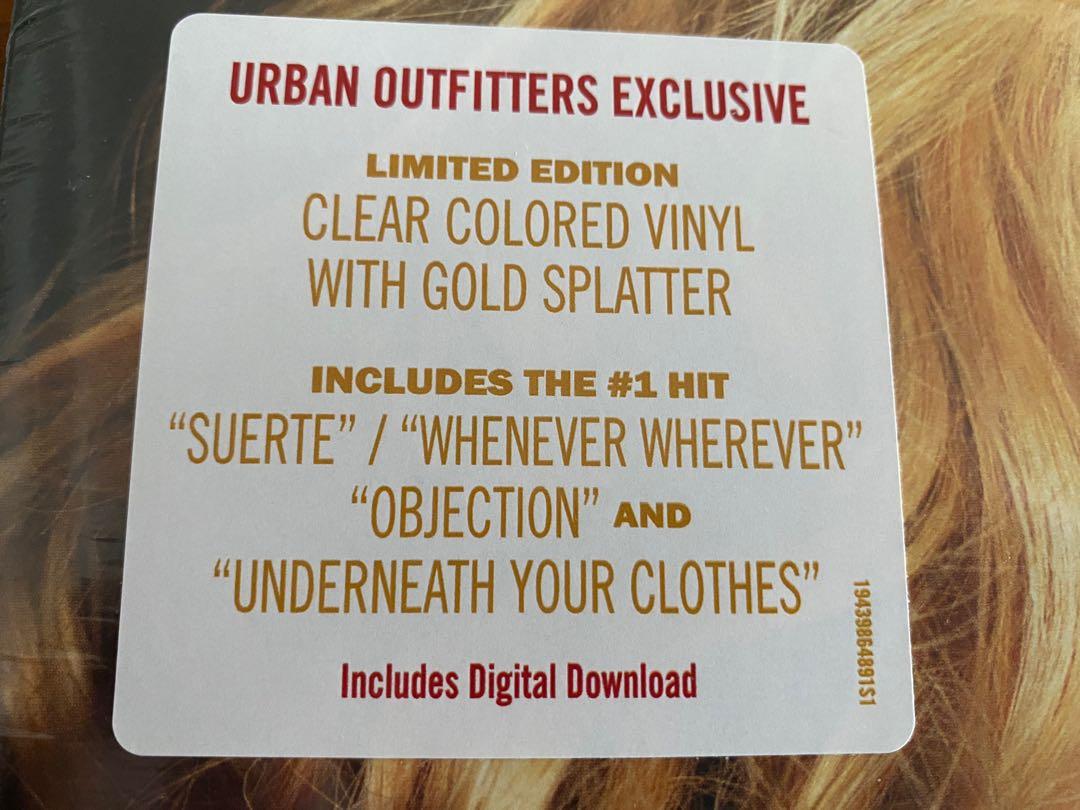 URBAN OUTFITTERS EXCLUSIVE
LIMITED EDITION
CLEAR COLORED VINYL
WITH GOLD SPLATTER
INCLUDES THE #1 HIT
“SUERTE” / “WHENEVER WHEREVER”
“OBJECTION” AND
“UNDERNEATH YOUR CLOTHES”
Includes Digital Download
19439864891S1